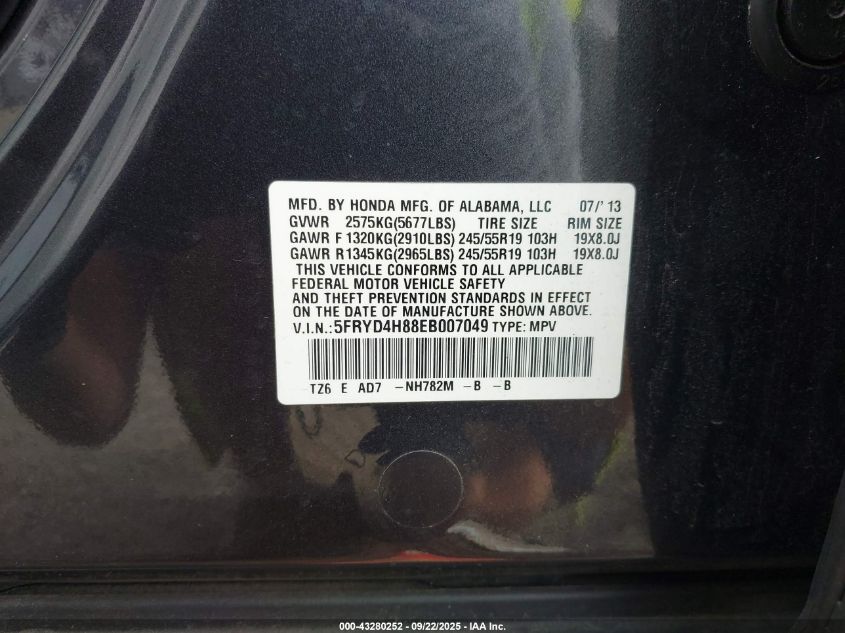 MFD. BY HONDA MFG. OF ALABAMA, LLC 07/'13
GVWR 2575KG(5677LBS) TIRE SIZE RIM SIZE
GAWR F 1320KG(2910LBS) 245/55R19 103H 19X8.0J
GAWR R1345KG(2965LBS) 245/55R19 103H 19X8.0J
THIS VEHICLE CONFORMS TO ALL APPLICABLE
FEDERAL MOTOR VEHICLE SAFETY
AND THEFT PREVENTION STANDARDS IN EFFECT
ON THE DATE OF MANUFACTURE SHOWN ABOVE.
V.I.N.:5FRYD4H88EB007049 TYPE: MPV
TZ6 E AD7 -NH782M -B -B
000-43280252 - 09/22/2025 - IAA Inc.